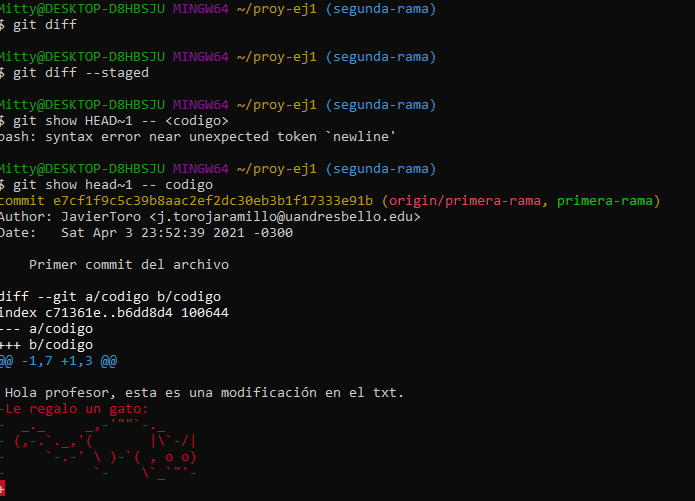 Mitty@DESKTOP-D8HBSJU MINGW64 ~/proy-ej1 (segunda-rama)
$ git diff
Mitty@DESKTOP-D8HBSJU MINGW64 ~/proy-ej1 (segunda-rama)
$ git diff --staged
Mitty@DESKTOP-D8HBSJU MINGW64 ~/proy-ej1 (segunda-rama)
$ git show HEAD~1 -- <codigo>
bash: syntax error near unexpected token `newline'
Mitty@DESKTOP-D8HBSJU MINGW64 ~/proy-ej1 (segunda-rama)
$ git show head~1 -- codigo
commit e7cf1f9c5c39b8aac2ef2dc30eb3b1f17333e91b (origin/primera-rama, primera-rama)
Author: JavierToro <j.torojaramillo@uandresbello.edu>
Date:   Sat Apr 3 23:52:39 2021 -0300
    Primer commit del archivo
diff --git a/codigo b/codigo
index c71361e..b6dd8d4 100644
--- a/codigo
+++ b/codigo
@@ -1,7 +1,3 @@
 Hola profesor, esta es una modificación en el txt.
-Le regalo un gato:
-  _._     _,-'""`-._
- (,-.`._,'(       |\`-/|
-     `-.-' \ )-`( , o o)
-           `-    \`_`"'-
+